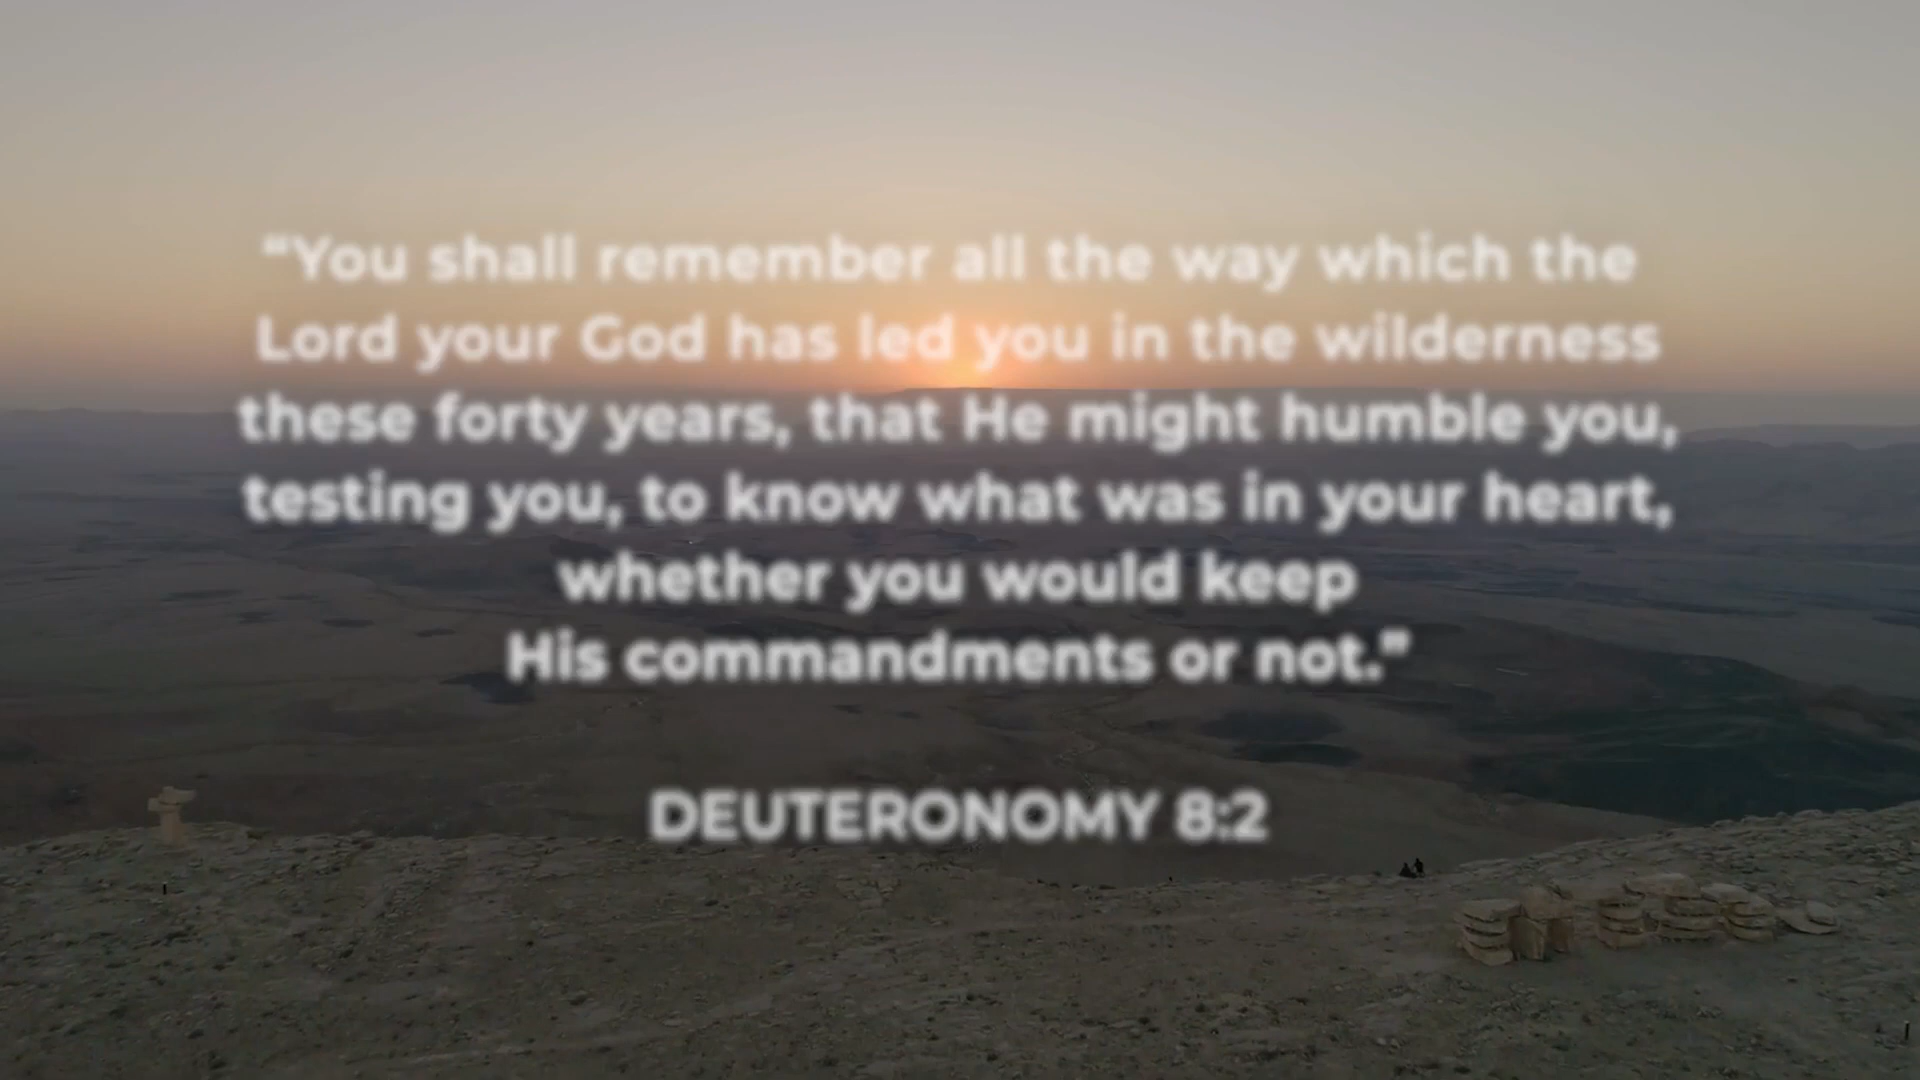 “You shall remember all the way which the
Lord your God has led you in the wilderness
these forty years, that He might humble you,
testing you, to know what was in your heart,
whether you would keep
His commandments or not.”
DEUTERONOMY 8:2